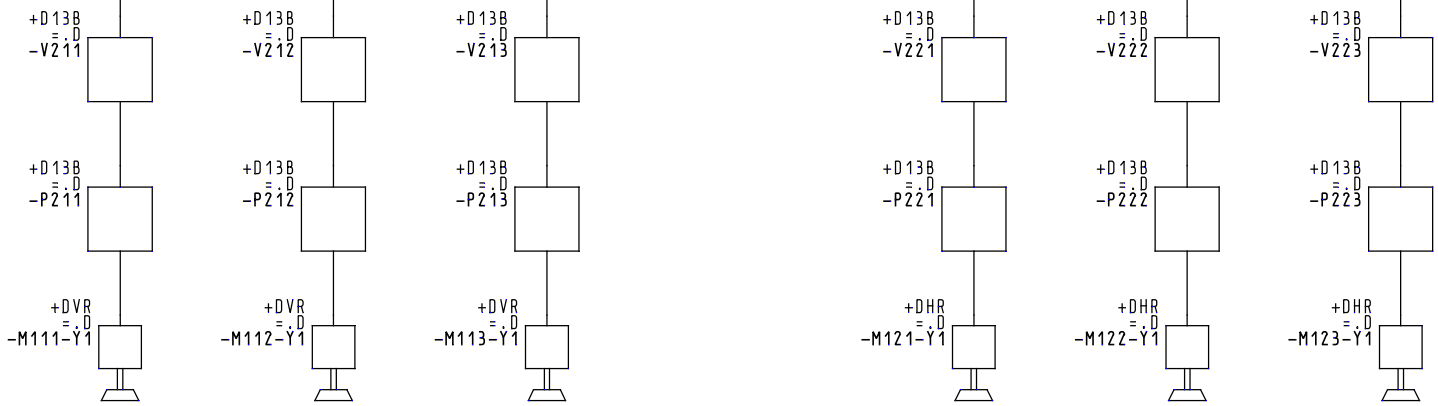 +D13B
=.D
-V211
+D13B
=.D
-V212
+D13B
=.D
-V213
+D13B
=.D
-V221
+D13B
=.D
-V222
+D13B
=.D
-V223
+D13B
=.D
-P211
+D13B
=.D
-P212
+D13B
=.D
-P213
+D13B
=.D
-P221
+D13B
=.D
-P222
+D13B
=.D
-P223
+DVR
=.D
-M111-Y1
+DVR
=.D
-M112-Y1
+DVR
=.D
-M113-Y1
+DHR
=.D
-M121-Y1
+DHR
=.D
-M122-Y1
+DHR
=.D
-M123-Y1